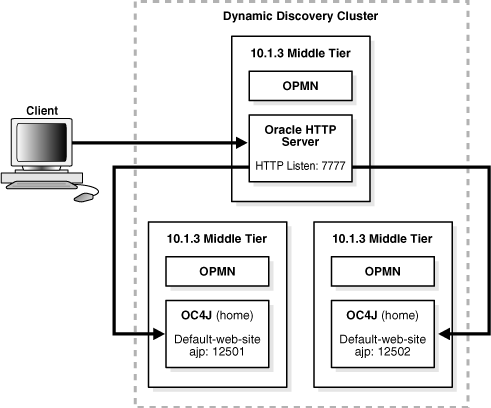 Dynamic Discovery Cluster
10.1.3 Middle Tier
OPMN
Client
Oracle HTTP
Server
HTTP Listen: 7777
10.1.3 Middle Tier
OPMN
OC4J (home)
Default-web-site
ajp: 12501
10.1.3 Middle Tier
OPMN
OC4J (home)
Default-web-site
ajp: 12502